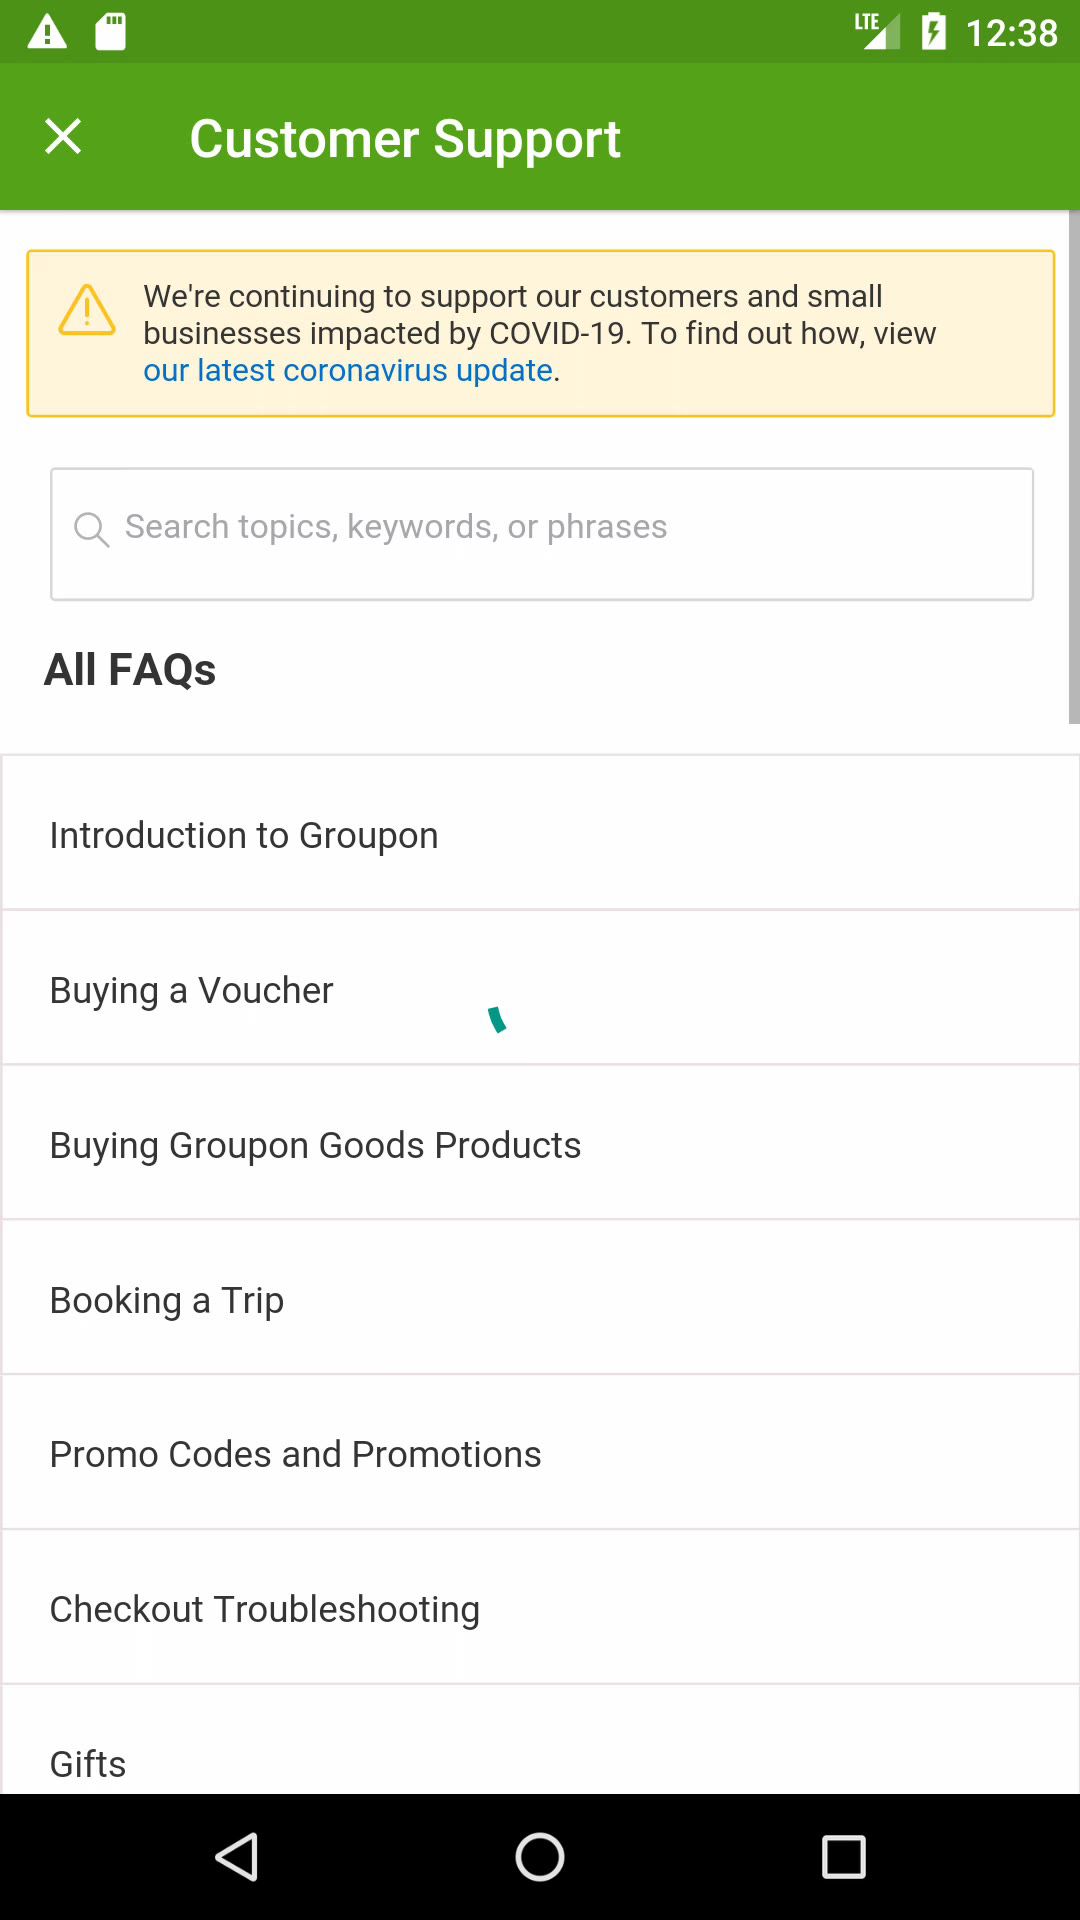 LTE 12:38
Customer Support
We're continuing to support our customers and small
businesses impacted by COVID-19. To find out how, view
our latest coronavirus update.
Search topics, keywords, or phrases
All FAQs
Introduction to Groupon
Buying a Voucher
Buying Groupon Goods Products
Booking a Trip
Promo Codes and Promotions
Checkout Troubleshooting
Gifts